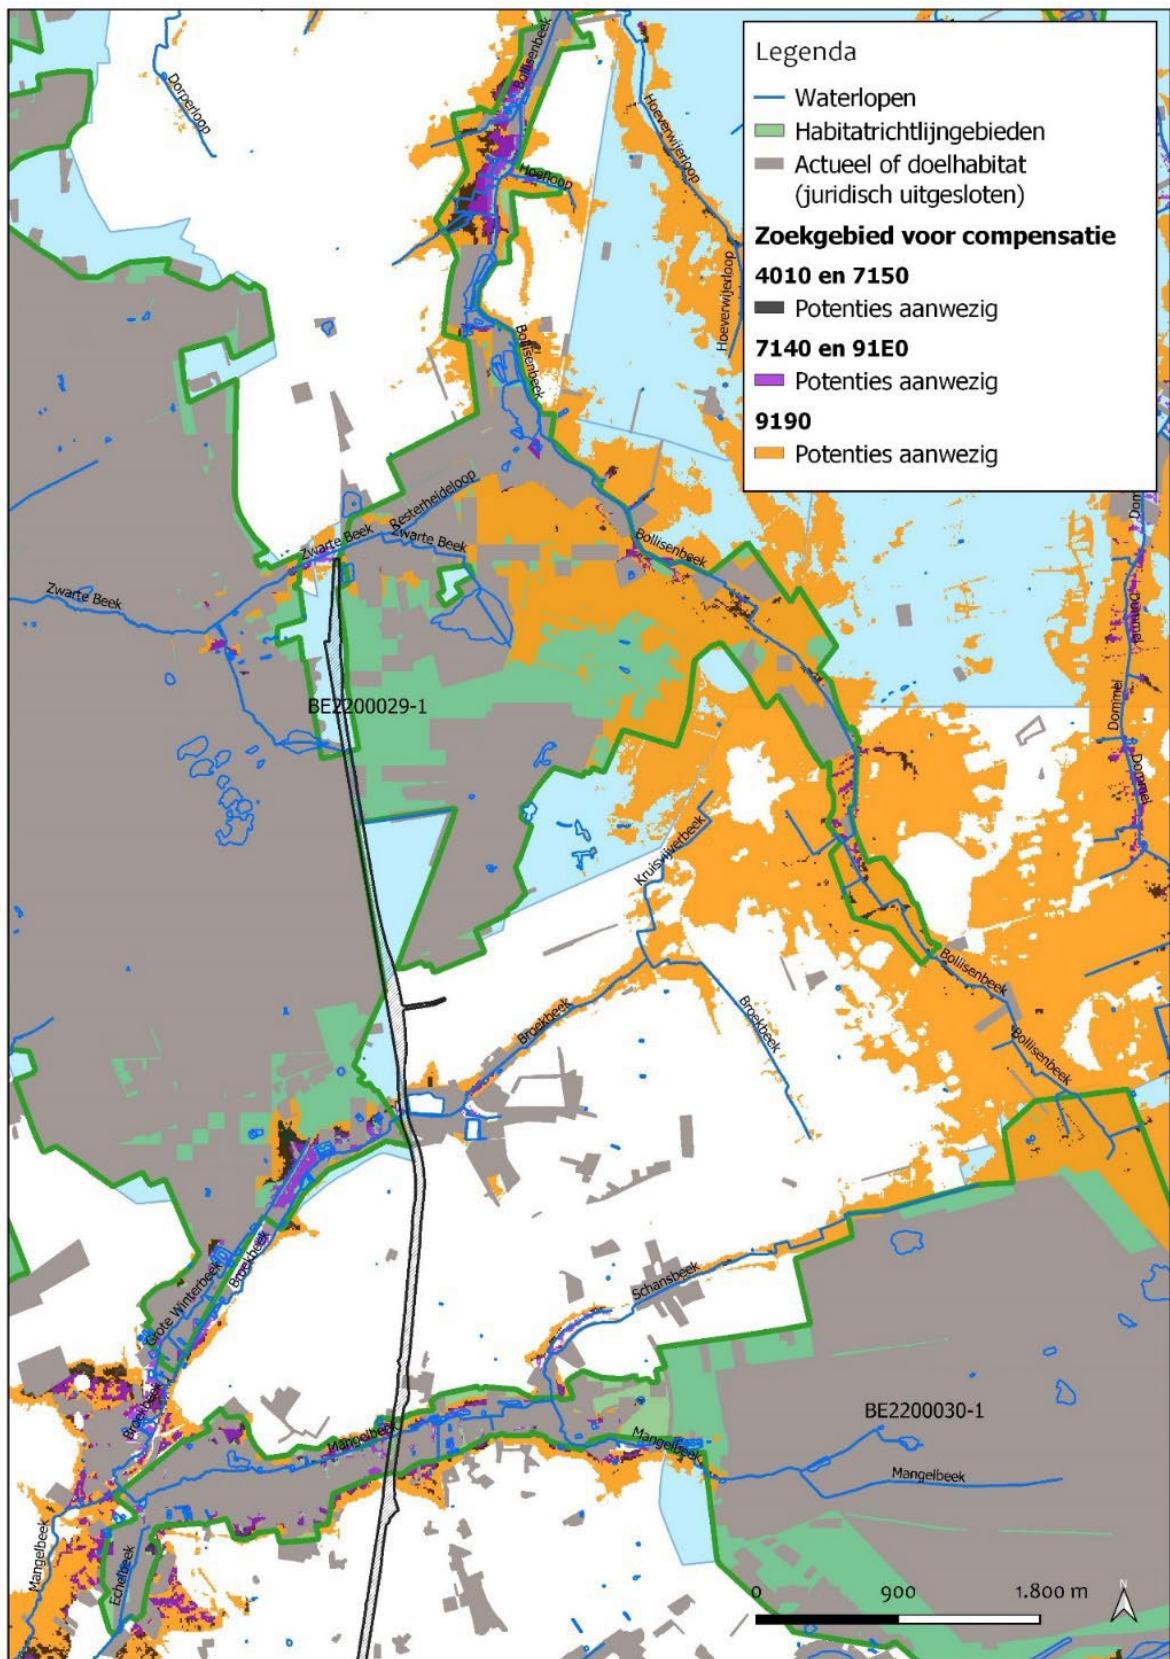 Legenda
Waterlopen
Habitatrichtlijngebieden
Actueel of doelhabitat
(juridisch uitgesloten)
Zoekgebied voor compensatie
4010 en 7150
Potenties aanwezig
7140 en 91E0
Potenties aanwezig
9190
Potenties aanwezig
Dorperloop
Bollisenbeek
Hoeverwijerloop
Hoefloop
Hoeverwijerloop
Bollisenbeek
Resterheideloop
Zwarte Beek
Zwarte Beek
Zwarte Beek
Bollisenbeek
Dommel
Dommel
Dommel
BE2200029-1
Kruiswijverbeek
Broekbeek
Broekbeek
Bollisenbeek
Bollisenbeek
Grote Winterbeek
Broekbeek
Schansbeek
Broekbeek
Mangelbeek
Mangelbeek
BE2200030-1
Mangelbeek
Mangelbeek
Echelbeek
0 900 1.800 m
N